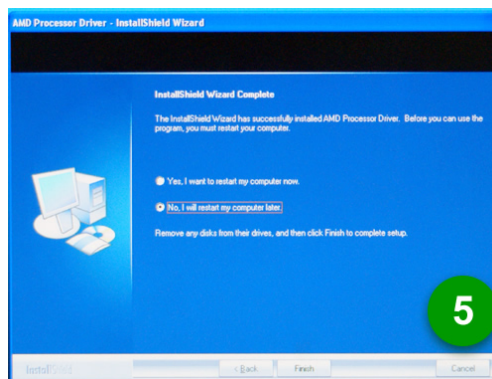 AMD Processor Driver - InstallShield Wizard
InstallShield Wizard Complete
The InstallShield Wizard has successfully installed AMD Processor Driver. Before you can use the
program, you must restart your computer.
Yes, I want to restart my computer now.
No, I will restart my computer later.
Remove any disks from their drives, and then click Finish to complete setup.
5
InstallShield
< Back Finish Cancel